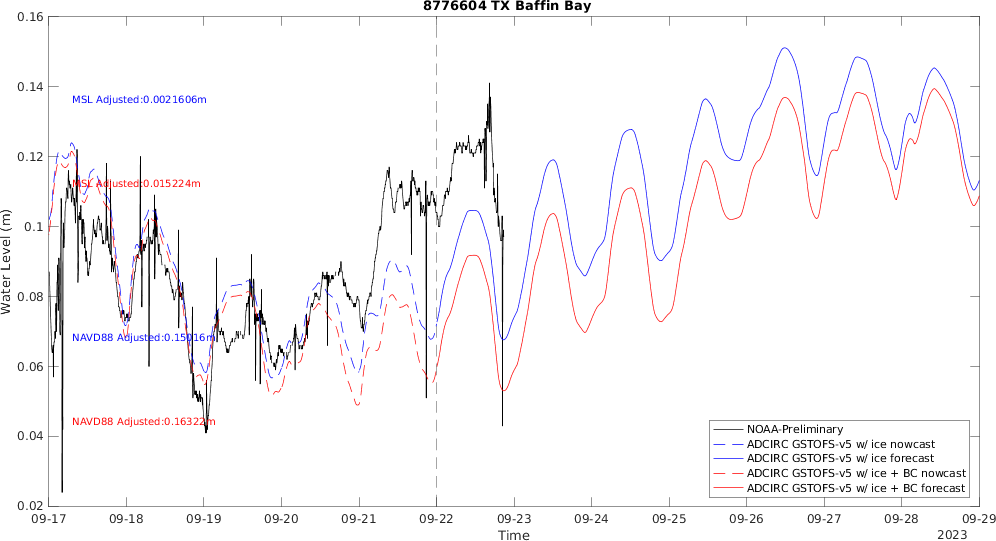 8776604 TX Baffin Bay
Water Level (m)
0.16
0.14
0.12
0.1
0.08
0.06
0.04
0.02
MSL Adjusted:0.0021606m
MSL Adjusted:0.015224m
NAVD88 Adjusted:0.15016m
NAVD88 Adjusted:0.16322m
NOAA-Preliminary
ADCIRC GSTOFS-v5 w/ ice nowcast
ADCIRC GSTOFS-v5 w/ ice forecast
ADCIRC GSTOFS-v5 w/ ice + BC nowcast
ADCIRC GSTOFS-v5 w/ ice + BC forecast
09-17 09-18 09-19 09-20 09-21 09-22 09-23 09-24 09-25 09-26 09-27 09-28 09-29
Time
2023